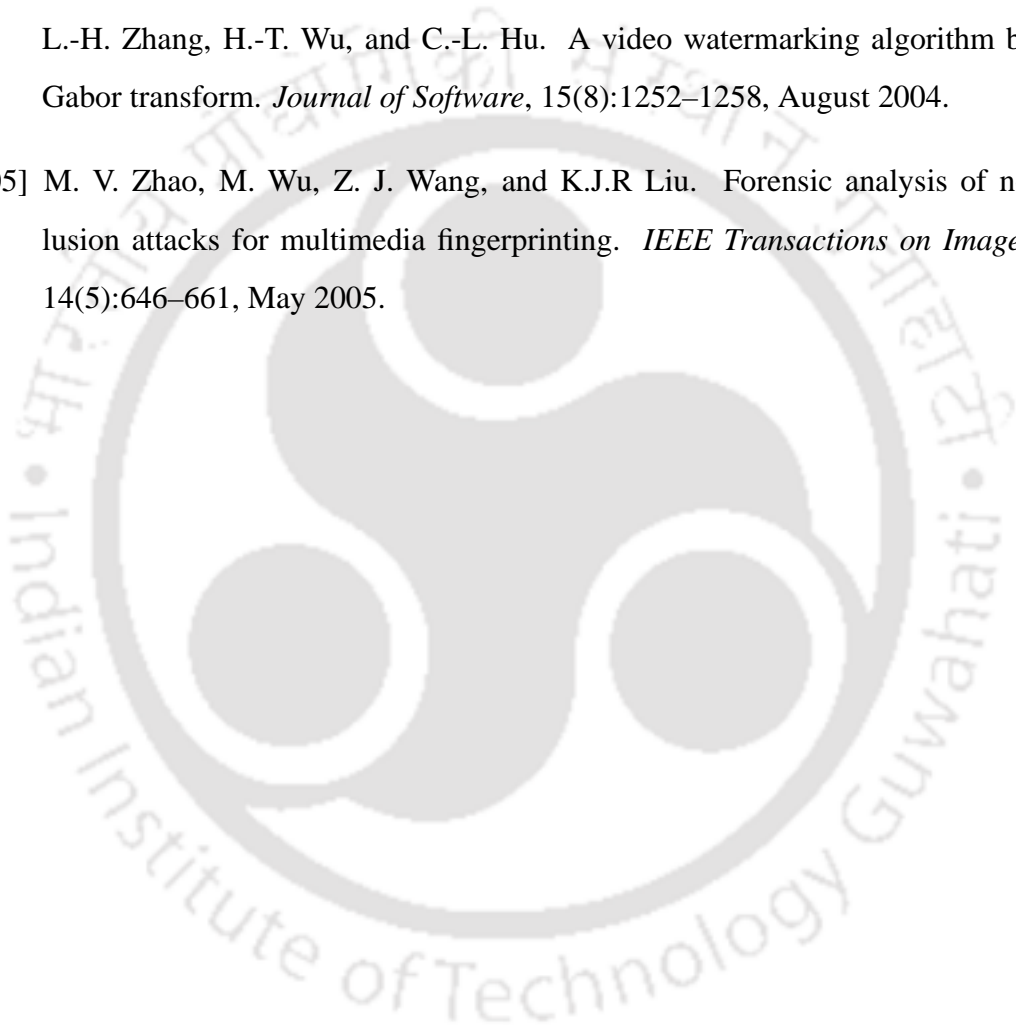 L.-H. Zhang, H.-T. Wu, and C.-L. Hu. A video watermarking algorithm b
Gabor transform. Journal of Software, 15(8):1252–1258, August 2004.
5] M. V. Zhao, M. Wu, Z. J. Wang, and K.J.R Liu. Forensic analysis of n
lusion attacks for multimedia fingerprinting. IEEE Transactions on Image
14(5):646–661, May 2005.
भारतीय प्रौद्योगिकी संस्थान गुवाहाटी
Indian Institute of Technology Guwahati